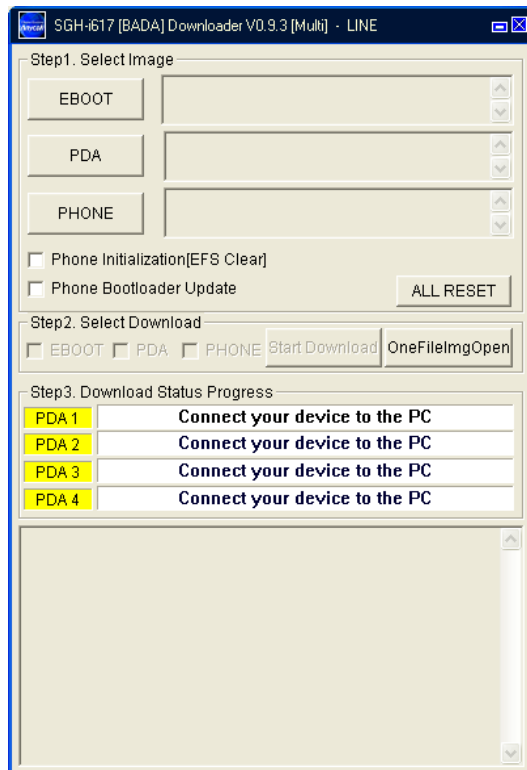 SGH-i617 [BADA] Downloader V0.9.3 [Multi] - LINE
Step1. Select Image
EBOOT
PDA
PHONE
Phone Initialization[EFS Clear]
Phone Bootloader Update
ALL RESET
Step2. Select Download
EBOOT PDA PHONE Start Download OneFileImgOpen
Step3. Download Status Progress
PDA 1 Connect your device to the PC
PDA 2 Connect your device to the PC
PDA 3 Connect your device to the PC
PDA 4 Connect your device to the PC